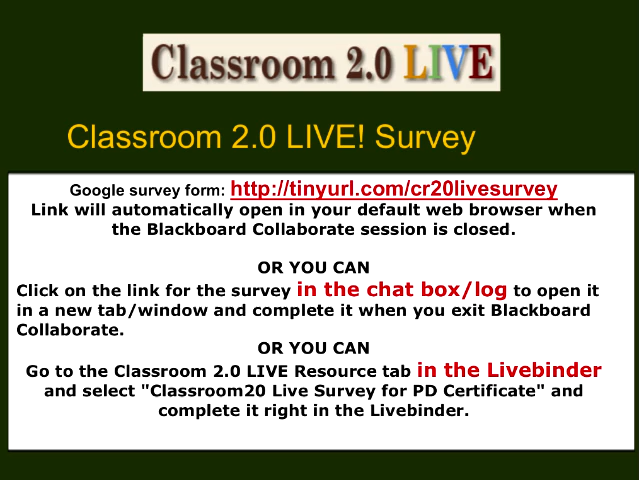 Classroom 2.0 LIVE
Classroom 2.0 LIVE! Survey
Google survey form: http://tinyurl.com/cr20livesurvey
Link will automatically open in your default web browser when
the Blackboard Collaborate session is closed.
OR YOU CAN
Click on the link for the survey in the chat box/log to open it
in a new tab/window and complete it when you exit Blackboard
Collaborate.
OR YOU CAN
Go to the Classroom 2.0 LIVE Resource tab in the Livebinder
and select "Classroom20 Live Survey for PD Certificate" and
complete it right in the Livebinder.